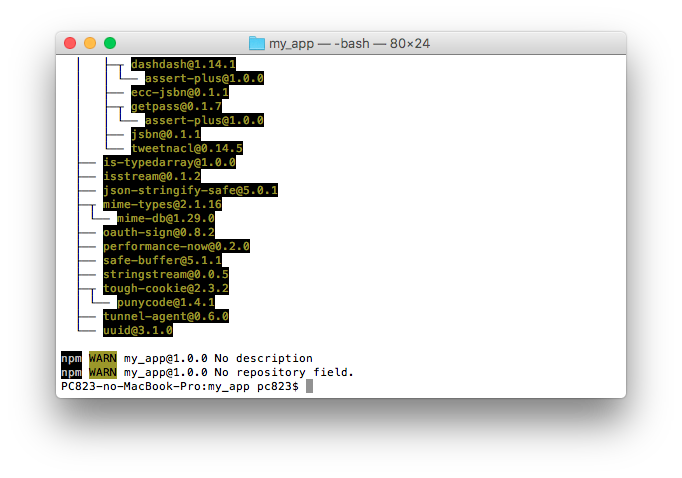 my_app — -bash — 80×24
dashdash@1.14.1
assert-plus@1.0.0
ecc-jsbn@0.1.1
getpass@0.1.7
assert-plus@1.0.0
jsbn@0.1.1
tweetnacl@0.14.5
is-typedarray@1.0.0
isstream@0.1.2
json-stringify-safe@5.0.1
mime-types@2.1.16
mime-db@1.29.0
oauth-sign@0.8.2
performance-now@0.2.0
safe-buffer@5.1.1
stringstream@0.0.5
tough-cookie@2.3.2
punycode@1.4.1
tunnel-agent@0.6.0
uuid@3.1.0
npm WARN my_app@1.0.0 No description
npm WARN my_app@1.0.0 No repository field.
PC823-no-MacBook-Pro:my_app pc823$